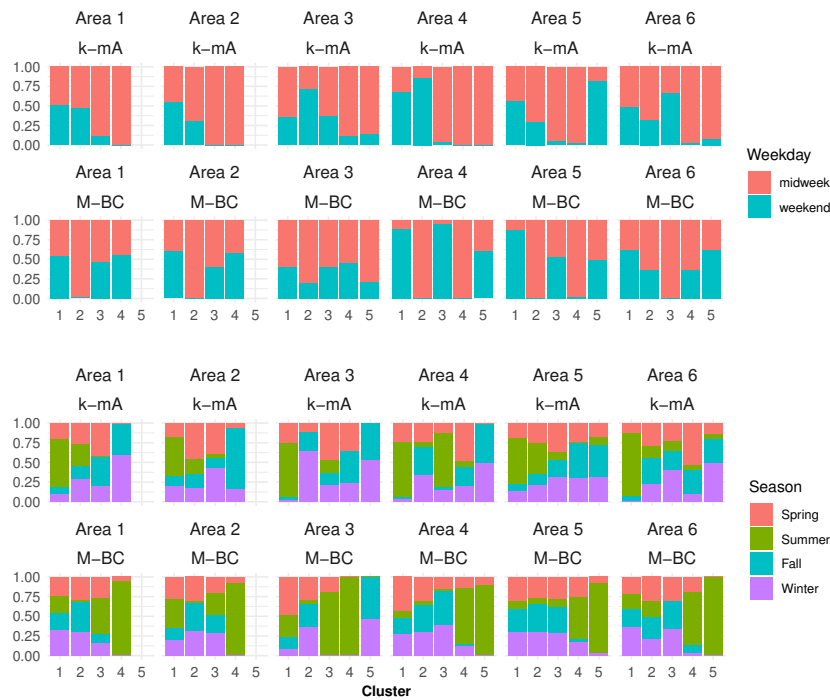 Area 1 Area 2 Area 3 Area 4 Area 5 Area 6
k−mA k−mA k−mA k−mA k−mA k−mA
1.00
0.75
0.50
0.25
0.00
Area 1 Area 2 Area 3 Area 4 Area 5 Area 6
M−BC M−BC M−BC M−BC M−BC M−BC
1.00
0.75
0.50
0.25
0.00
1 2 3 4 5 1 2 3 4 5 1 2 3 4 5 1 2 3 4 5 1 2 3 4 5 1 2 3 4 5
Weekday
midweek
weekend
Area 1 Area 2 Area 3 Area 4 Area 5 Area 6
k−mA k−mA k−mA k−mA k−mA k−mA
1.00
0.75
0.50
0.25
0.00
Area 1 Area 2 Area 3 Area 4 Area 5 Area 6
M−BC M−BC M−BC M−BC M−BC M−BC
1.00
0.75
0.50
0.25
0.00
1 2 3 4 5 1 2 3 4 5 1 2 3 4 5 1 2 3 4 5 1 2 3 4 5 1 2 3 4 5
Cluster
Season
Spring
Summer
Fall
Winter